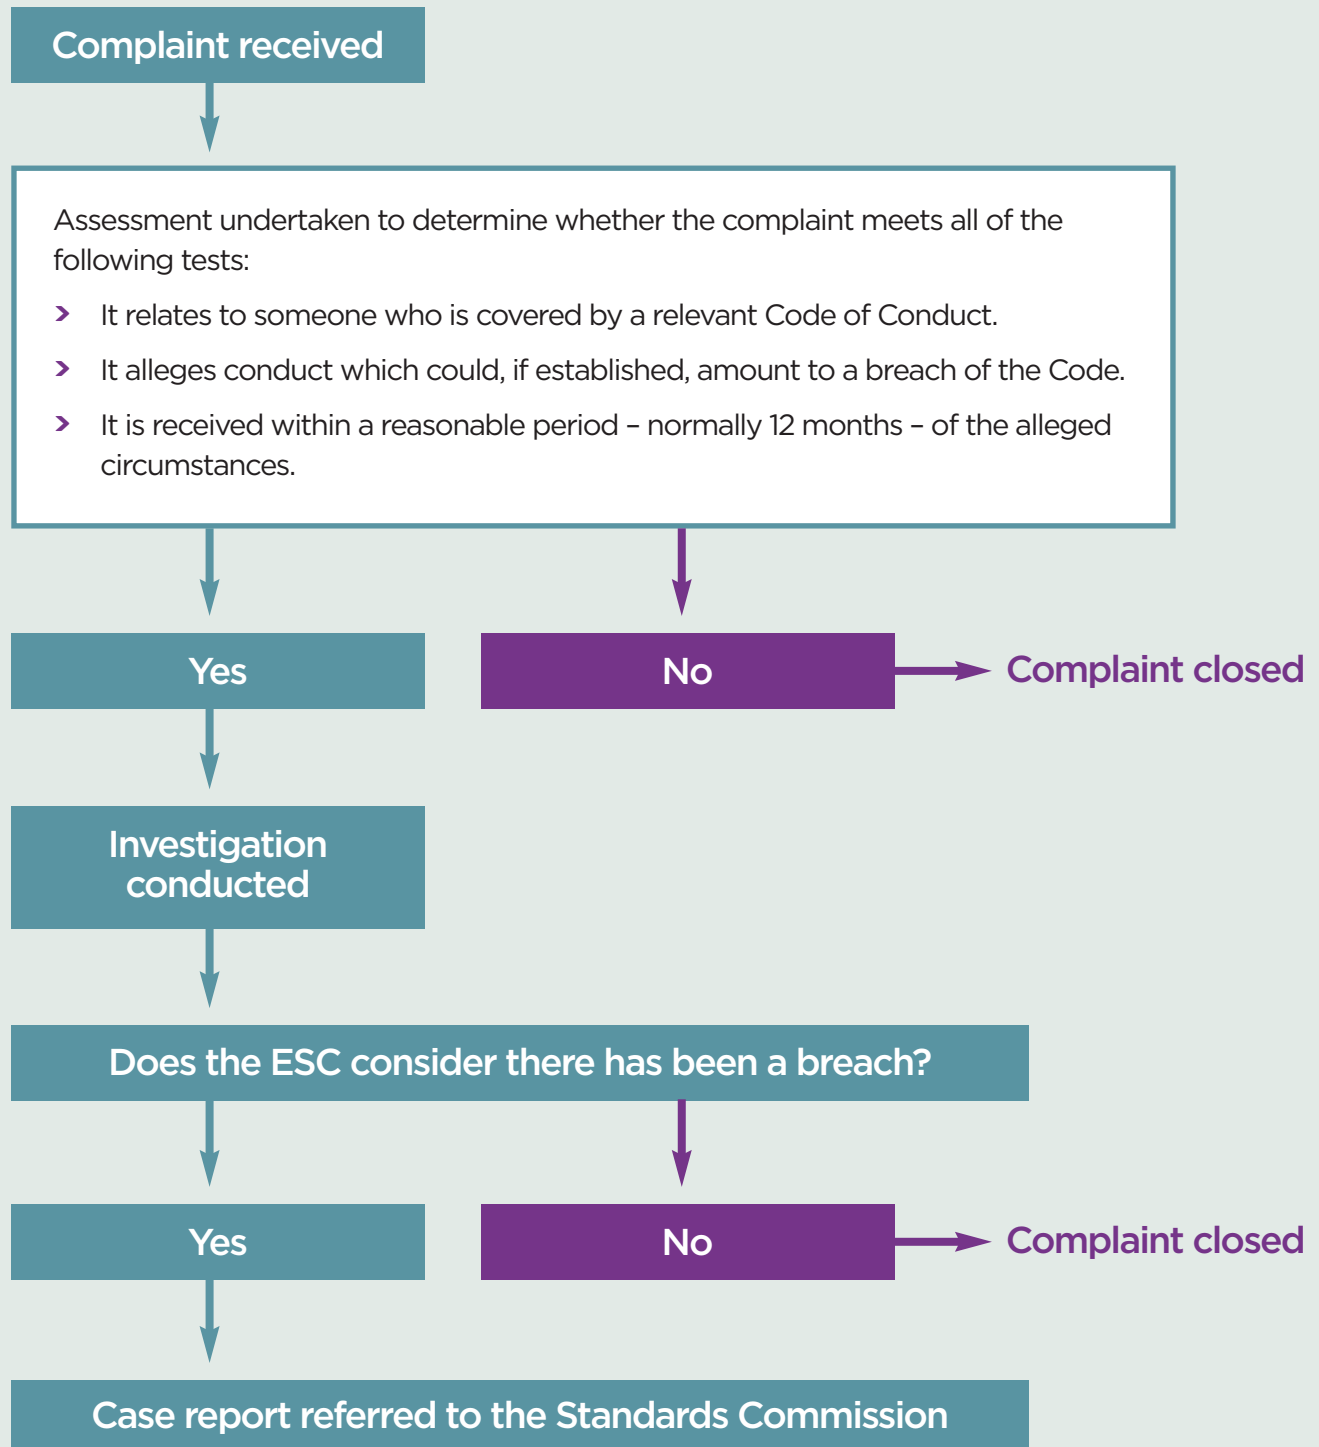 Complaint received
Assessment undertaken to determine whether the complaint meets all of the
following tests:
It relates to someone who is covered by a relevant Code of Conduct.
It alleges conduct which could, if established, amount to a breach of the Code.
It is received within a reasonable period – normally 12 months – of the alleged
circumstances.
Yes
No
Complaint closed
Investigation
conducted
Does the ESC consider there has been a breach?
Yes
No
Complaint closed
Case report referred to the Standards Commission